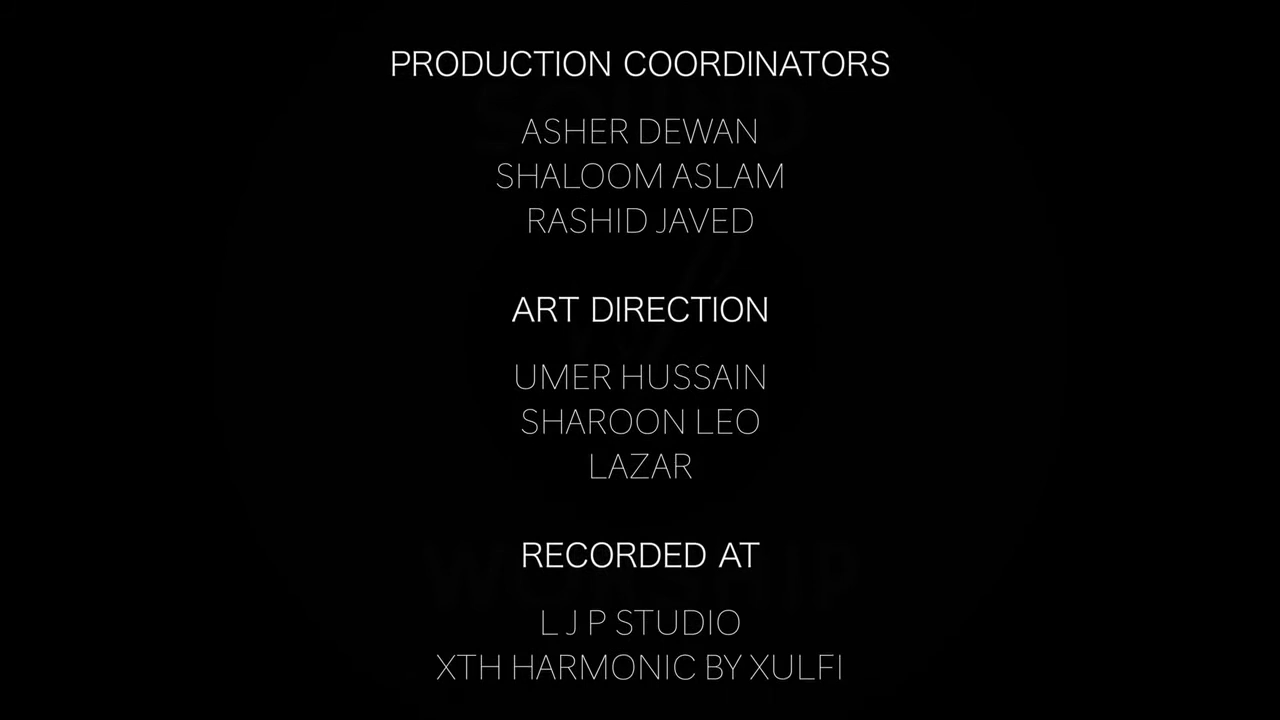 PRODUCTION COORDINATORS
ASHER DEWAN
SHALOOM ASLAM
RASHID JAVED
ART DIRECTION
UMER HUSSAIN
SHAROON LEO
LAZAR
RECORDED AT
L J P STUDIO
XTH HARMONIC BY XULFI